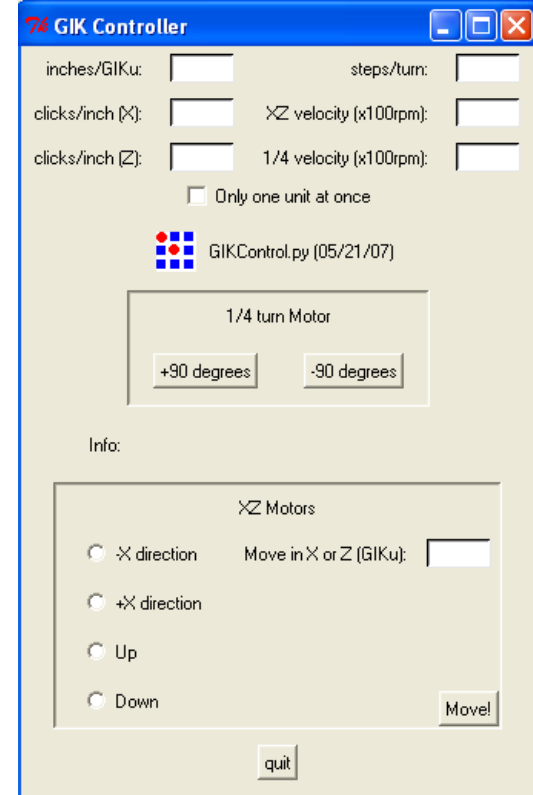 GIK Controller
inches/GIKu: steps/turn:
clicks/inch (X): XZ velocity (x100rpm):
clicks/inch (Z): 1/4 velocity (x100rpm):
Only one unit at once
GIKControl.py (05/21/07)
1/4 turn Motor
+90 degrees -90 degrees
Info:
XZ Motors
-X direction Move in X or Z (GIKu):
+X direction
Up
Down
Move!
quit